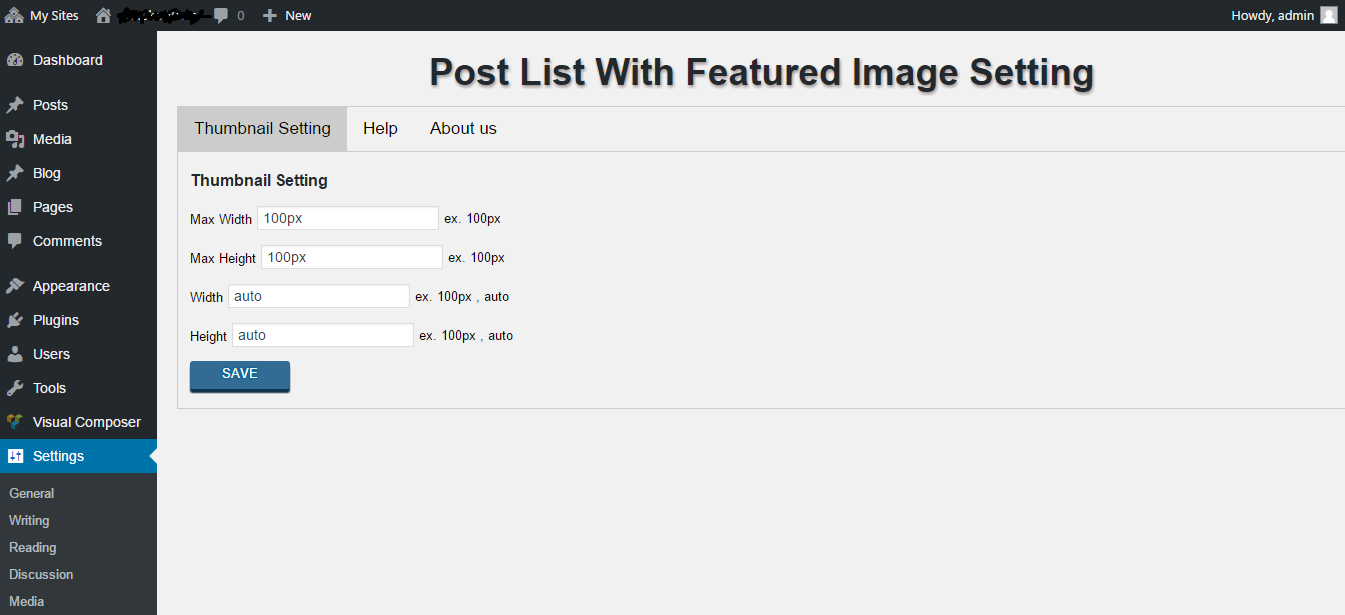 My Sites 0 New Howdy, admin
Dashboard
Posts
Media
Blog
Pages
Comments
Appearance
Plugins
Users
Tools
Visual Composer
Settings
General
Writing
Reading
Discussion
Media
Post List With Featured Image Setting
Thumbnail Setting Help About us
Thumbnail Setting
Max Width 100px ex. 100px
Max Height 100px ex. 100px
Width auto ex. 100px , auto
Height auto ex. 100px , auto
SAVE